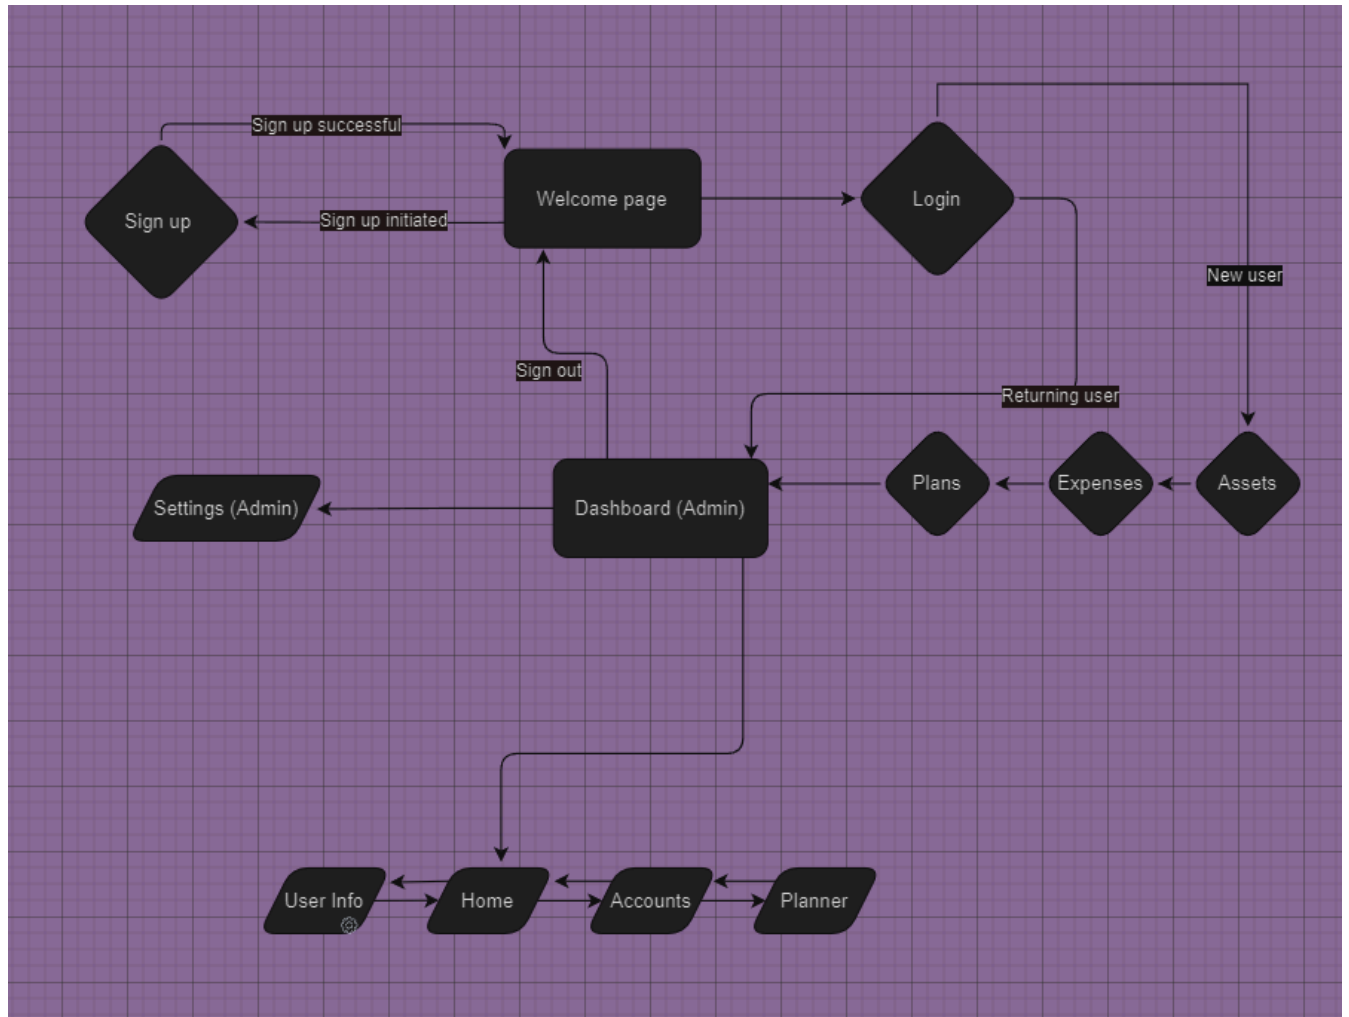 Sign up successful
Welcome page
Login
Sign up
Sign up initiated
New user
Sign out
Returning user
Plans
Expenses
Assets
Settings (Admin)
Dashboard (Admin)
User Info
Home
Accounts
Planner